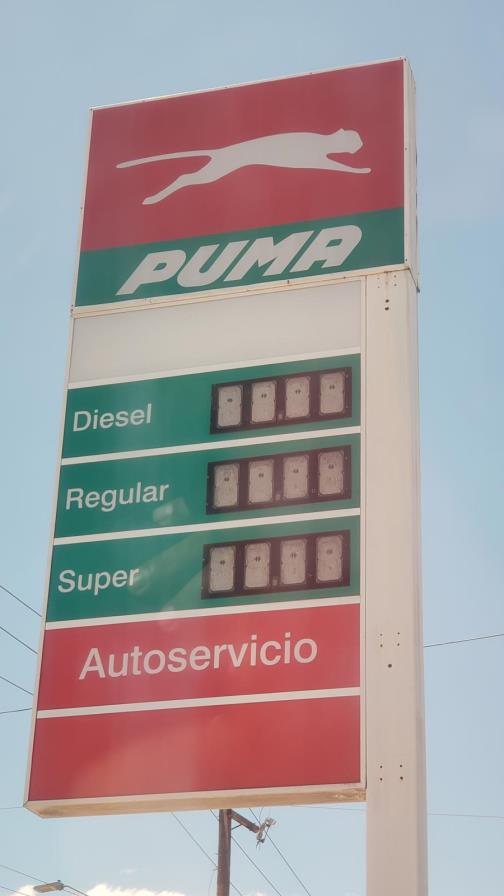 PUMA
Diesel
Regular
Super
Autoservicio